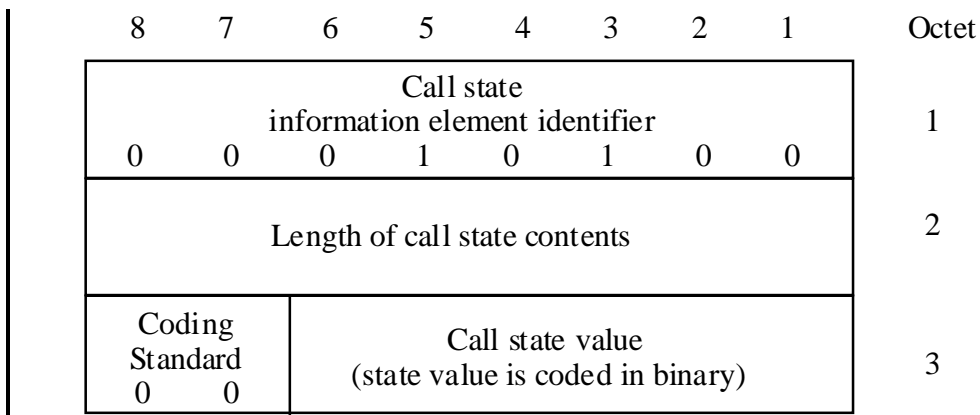 8 7 6 5 4 3 2 1 Octet
Call state
information element identifier
1
0 0 0 1 0 1 0 0
Length of call state contents
2
Coding
Standard
0 0
Call state value
(state value is coded in binary)
3